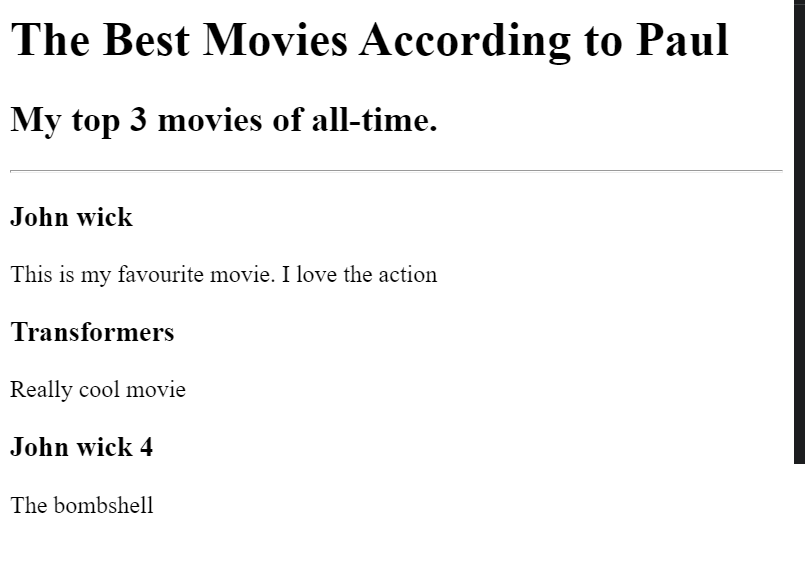 The Best Movies According to Paul
My top 3 movies of all-time.
John wick
This is my favourite movie. I love the action
Transformers
Really cool movie
John wick 4
The bombshell